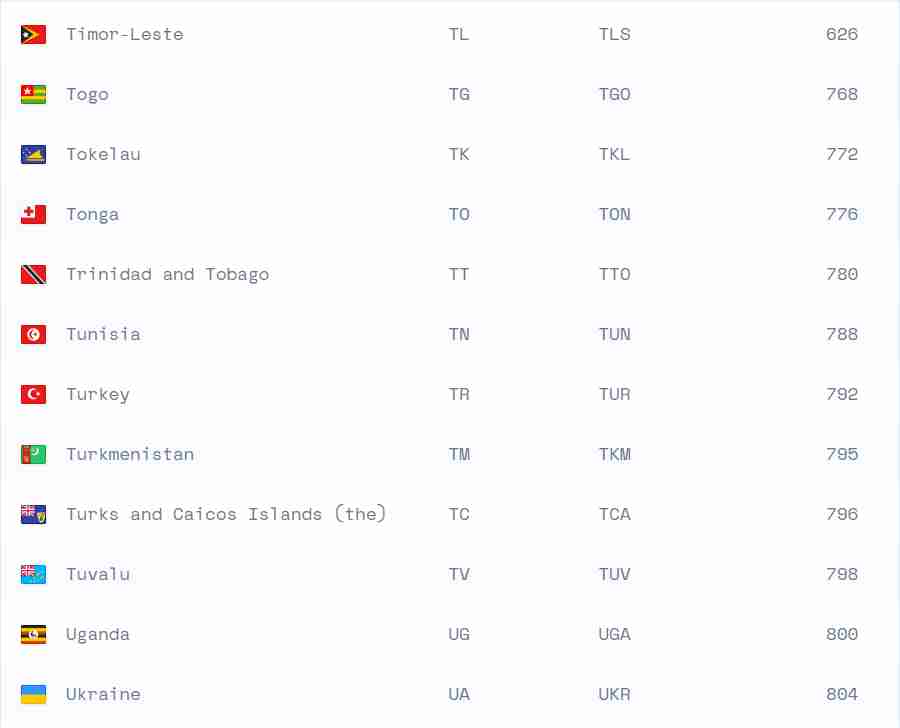 Timor-Leste TL TLS 626
Togo TG TGO 768
Tokelau TK TKL 772
Tonga TO TON 776
Trinidad and Tobago TT TTO 780
Tunisia TN TUN 788
Turkey TR TUR 792
Turkmenistan TM TKM 795
Turks and Caicos Islands (the) TC TCA 796
Tuvalu TV TUV 798
Uganda UG UGA 800
Ukraine UA UKR 804